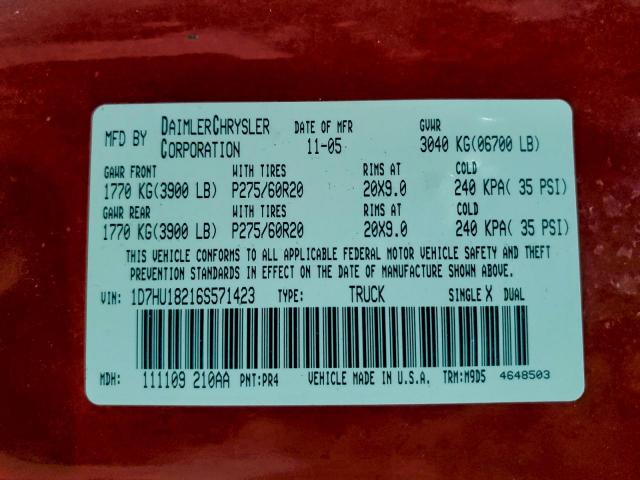 MFD BY DAIMLERCHRYSLER CORPORATION DATE OF MFR 11-05 GVWR 3040 KG(06700 LB)
GAWR FRONT WITH TIRES RIMS AT COLD
1770 KG(3900 LB) P275/60R20 20X9.0 240 KPA( 35 PSI)
GAWR REAR WITH TIRES RIMS AT COLD
1770 KG(3900 LB) P275/60R20 20X9.0 240 KPA( 35 PSI)
THIS VEHICLE CONFORMS TO ALL APPLICABLE FEDERAL MOTOR VEHICLE SAFETY AND THEFT
PREVENTION STANDARDS IN EFFECT ON THE DATE OF MANUFACTURE SHOWN ABOVE.
VIN: 1D7HU18216S571423 TYPE: TRUCK SINGLE X DUAL
MDH: 111109 210AA PNT:PR4 VEHICLE MADE IN U.S.A. TRM:M9D5 4648503